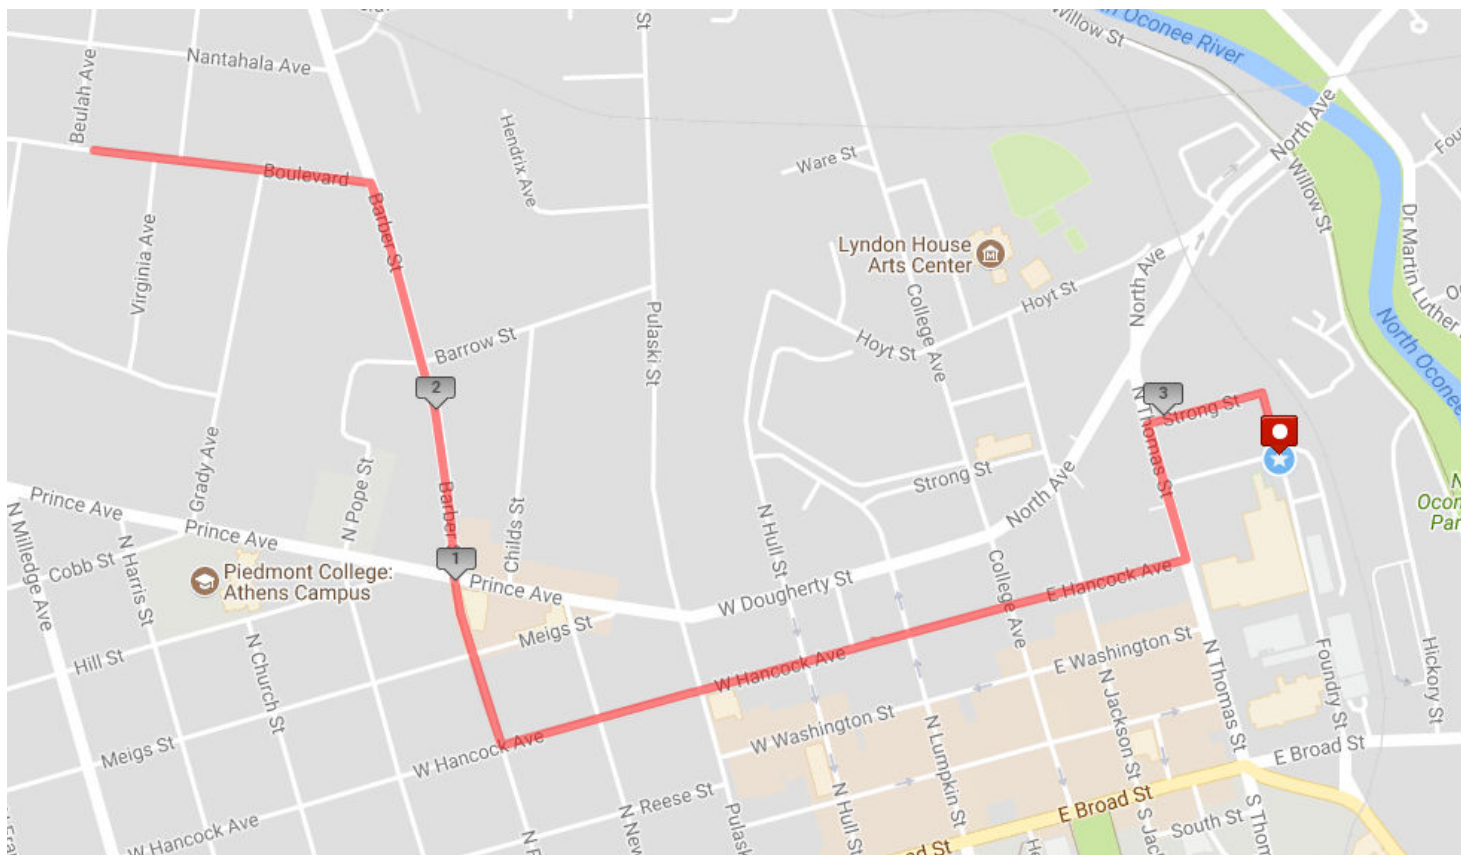 Oconee River
Willow St
St
Nantahala Ave
Beulah Ave
North Ave
Hendrix Ave
Ware St
Boulevard
Willow St
Barber St
Virginia Ave
Dr Martin Luther
Lyndon House
Arts Center
North Ave
Hoyt St
College Ave
Pulaski St
Hoyt St
Barrow St
North Oconee
2
3
N Thomas St
Strong St
Grady Ave
N Pope St
Strong St
North Ave
Prince Ave
N Milledge Ave
Barber
Childs St
N Hull St
Prince Ave
N Harris St
Cobb St
1
Piedmont College:
Athens Campus
Prince Ave
W Dougherty St
College Ave
E Hancock Ave
Meigs St
Hill St
N Church St
W Hancock Ave
E Washington St
N Thomas St
Foundry St
Hickory St
Meigs St
W Hancock Ave
W Washington St
N Lumpkin St
N Jackson St
E Broad St
Reese St
N Hull St
E Broad St
W Hancock Ave
South St